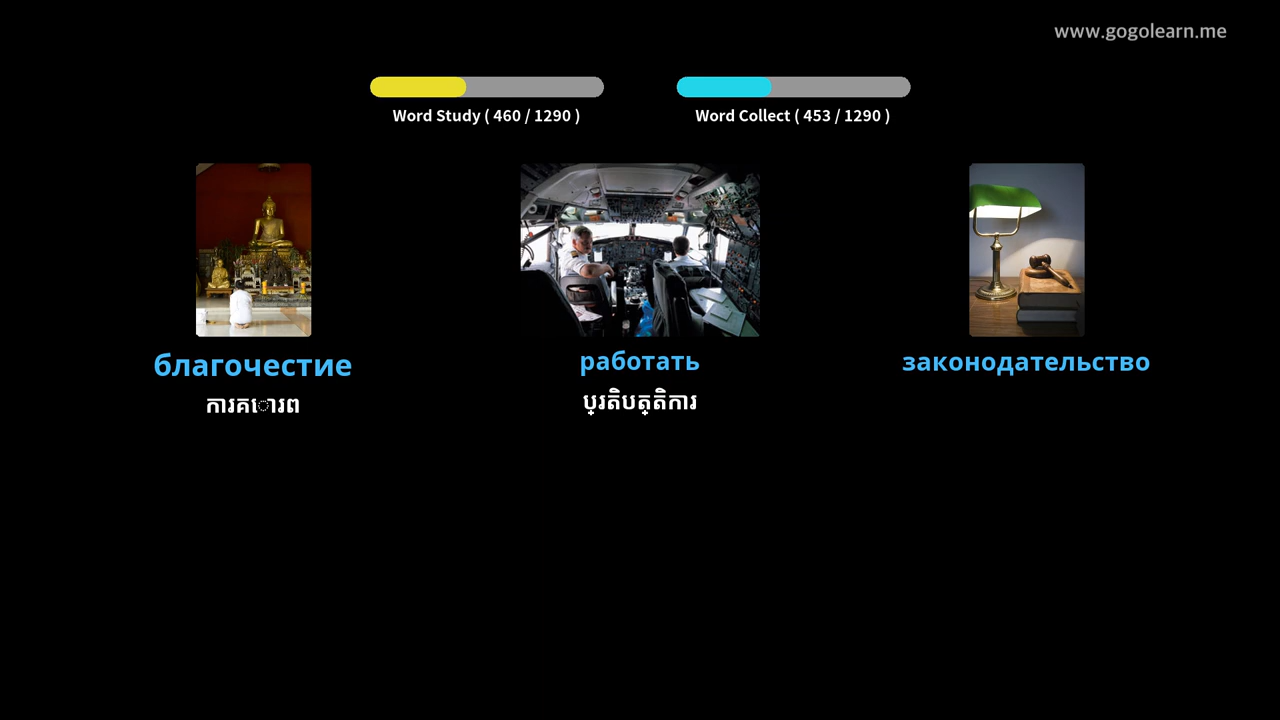 www.gogolearn.me
Word Study ( 460 / 1290 )
Word Collect ( 453 / 1290 )
благочестие
работать
законодательство
ការគោរព
ប្រតិបត្តិការ